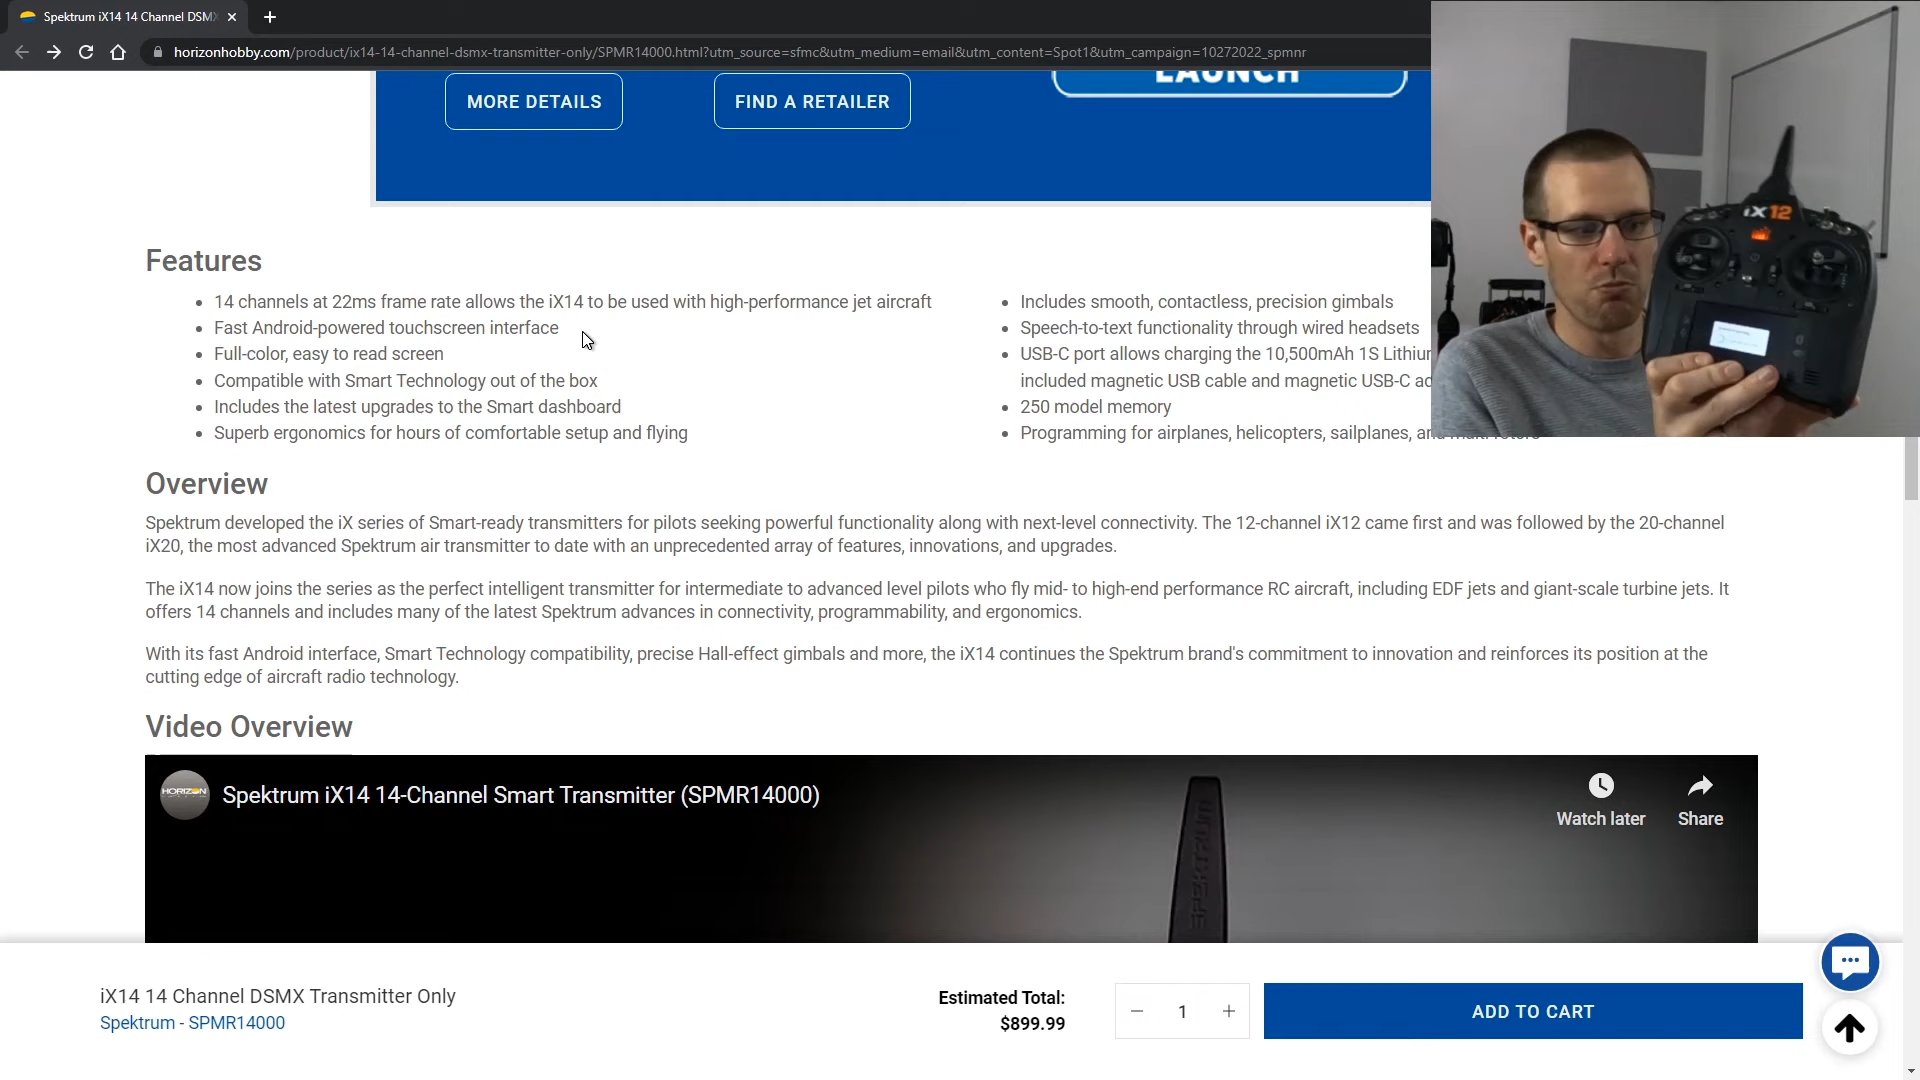 Spektrum iX14 14 Channel DSMX
horizonhobby.com/product/ix14-14-channel-dsmx-transmitter-only/SPMR14000.html?utm_source=sfmc&utm_medium=email&utm_content=Spot1&utm_campaign=10272022_spmnr
LAUNCH
MORE DETAILS
FIND A RETAILER
iX12
Features
14 channels at 22ms frame rate allows the iX14 to be used with high-performance jet aircraft
Fast Android-powered touchscreen interface
Full-color, easy to read screen
Compatible with Smart Technology out of the box
Includes the latest upgrades to the Smart dashboard
Superb ergonomics for hours of comfortable setup and flying
Includes smooth, contactless, precision gimbals
Speech-to-text functionality through wired headsets
USB-C port allows charging the 10,500mAh 1S Lithiu
included magnetic USB cable and magnetic USB-C a
250 model memory
Programming for airplanes, helicopters, sailplanes, and multi-rotors
Overview
Spektrum developed the iX series of Smart-ready transmitters for pilots seeking powerful functionality along with next-level connectivity. The 12-channel iX12 came first and was followed by the 20-channel
iX20, the most advanced Spektrum air transmitter to date with an unprecedented array of features, innovations, and upgrades.
The iX14 now joins the series as the perfect intelligent transmitter for intermediate to advanced level pilots who fly mid- to high-end performance RC aircraft, including EDF jets and giant-scale turbine jets. It
offers 14 channels and includes many of the latest Spektrum advances in connectivity, programmability, and ergonomics.
With its fast Android interface, Smart Technology compatibility, precise Hall-effect gimbals and more, the iX14 continues the Spektrum brand's commitment to innovation and reinforces its position at the
cutting edge of aircraft radio technology.
Video Overview
HORIZON
Spektrum iX14 14-Channel Smart Transmitter (SPMR14000)
Watch later
Share
SPEKTRUM
iX14 14 Channel DSMX Transmitter Only
Spektrum - SPMR14000
Estimated Total:
$899.99
1
ADD TO CART